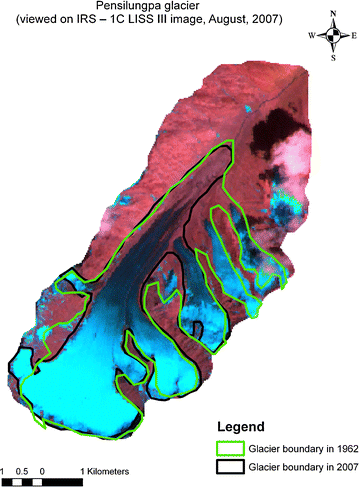 Pensilungpa glacier
(viewed on IRS – 1C LISS III image, August, 2007)
N
W E
S
Legend
Glacier boundary in 1962
Glacier boundary in 2007
1 0.5 0 1 Kilometers